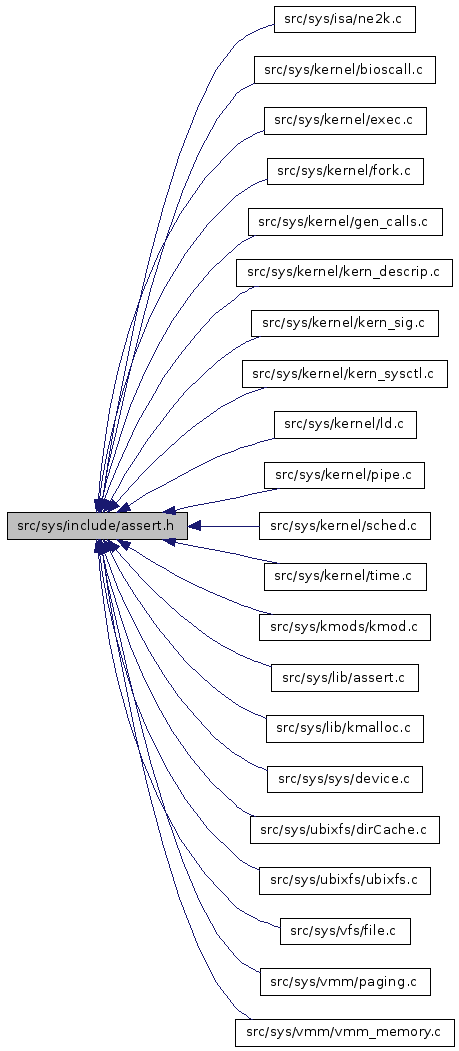 src/sys/isa/ne2k.c
src/sys/kernel/bioscall.c
src/sys/kernel/exec.c
src/sys/kernel/fork.c
src/sys/kernel/gen_calls.c
src/sys/kernel/kern_descrip.c
src/sys/kernel/kern_sig.c
src/sys/kernel/kern_sysctl.c
src/sys/kernel/ld.c
src/sys/kernel/pipe.c
src/sys/include/assert.h
src/sys/kernel/sched.c
src/sys/kernel/time.c
src/sys/kmods/kmod.c
src/sys/lib/assert.c
src/sys/lib/kmalloc.c
src/sys/sys/device.c
src/sys/ubixfs/dirCache.c
src/sys/ubixfs/ubixfs.c
src/sys/vfs/file.c
src/sys/vmm/paging.c
src/sys/vmm/vmm_memory.c